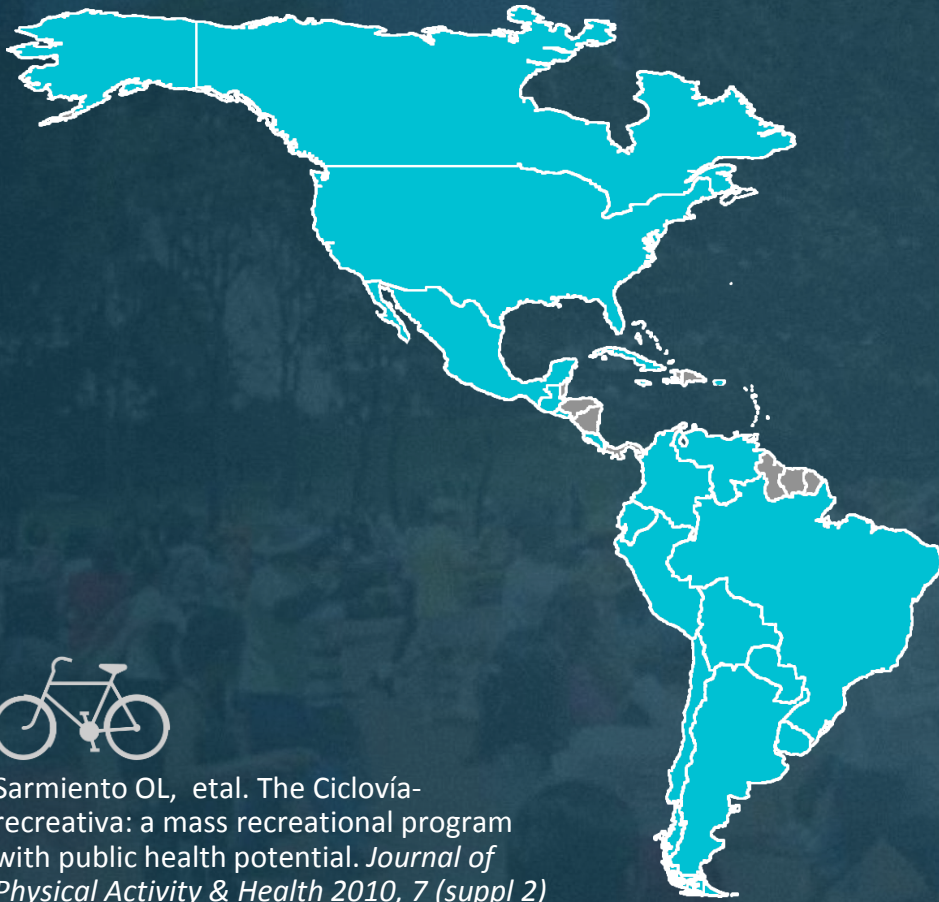 Sarmiento OL, etal. The Ciclovía-
recreativa: a mass recreational program
with public health potential. Journal of
Physical Activity & Health 2010, 7 (suppl 2)